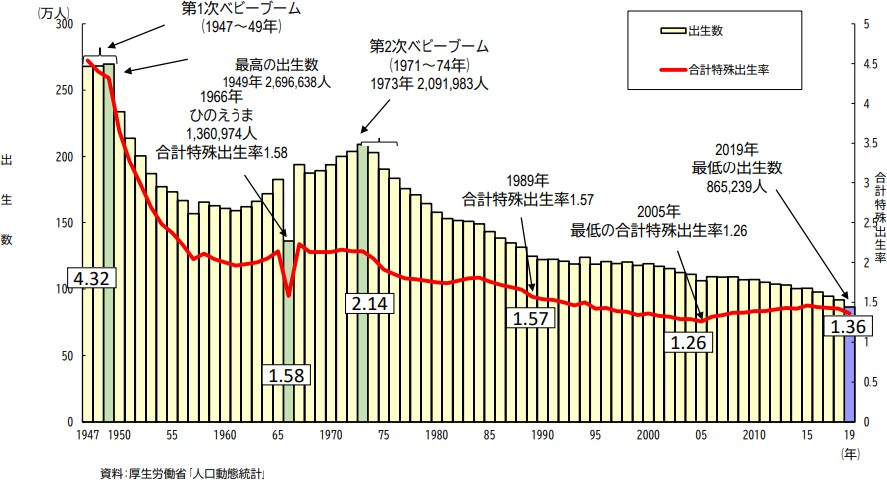 (万人)
第1次ベビーブーム
(1947～49年)
最高の出生数
1949年 2,696,638人
1966年
ひのえうま
1,360,974人
合計特殊出生率1.58
第2次ベビーブーム
(1971～74年)
1973年 2,091,983人
出生数
合計特殊出生率
1989年
合計特殊出生率1.57
2005年
最低の合計特殊出生率1.26
2019年
最低の出生数
865,239人
300
250
200
150
100
50
0
出生数
5
4.5
4
3.5
3
2.5
2
1.5
1
0.5
0
合計特殊出生率
4.32
1.58
2.14
1.57
1.26
1.36
1947 1950 55 1960 65 1970 75 1980 85 1990 95 2000 05 2010 15 19
(年)
資料：厚生労働省「人口動態統計」